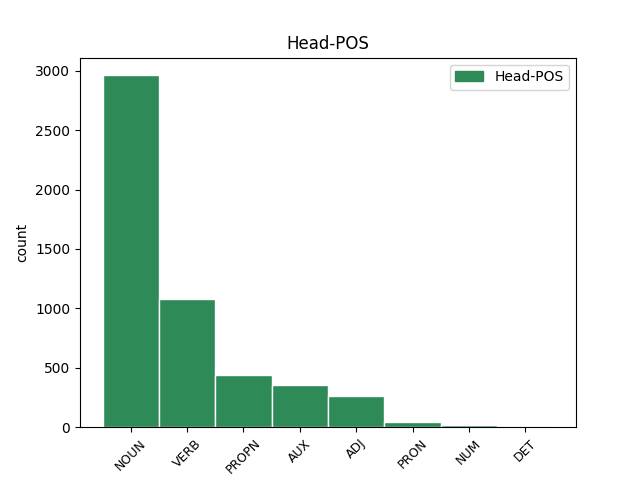 Head-POS
Head-POS
count
3000
2500
2000
1500
1000
500
0
NOUN VERB PROPN AUX ADJ PRON NUM DET